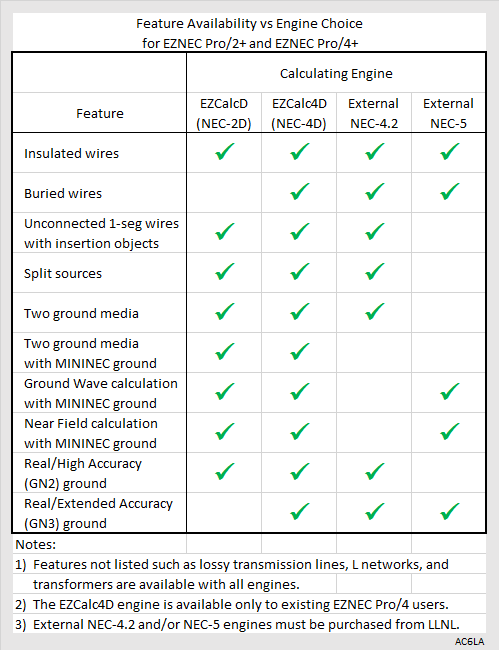 Feature Availability vs Engine Choice
for EZNEC Pro/2+ and EZNEC Pro/4+
Calculating Engine
Feature
EZCalcD
(NEC-2D)
EZCalc4D
(NEC-4D)
External
NEC-4.2
External
NEC-5
Insulated wires ✓ ✓ ✓ ✓
Buried wires ✓ ✓ ✓
Unconnected 1-seg wires
with insertion objects ✓ ✓ ✓
Split sources ✓ ✓ ✓
Two ground media ✓ ✓ ✓
Two ground media
with MININEC ground ✓ ✓
Ground Wave calculation
with MININEC ground ✓ ✓ ✓
Near Field calculation
with MININEC ground ✓ ✓ ✓
Real/High Accuracy
(GN2) ground ✓ ✓ ✓
Real/Extended Accuracy
(GN3) ground ✓ ✓ ✓
Notes:
1) Features not listed such as lossy transmission lines, L networks, and
transformers are available with all engines.
2) The EZCalc4D engine is available only to existing EZNEC Pro/4 users.
3) External NEC-4.2 and/or NEC-5 engines must be purchased from LLNL.
AC6LA